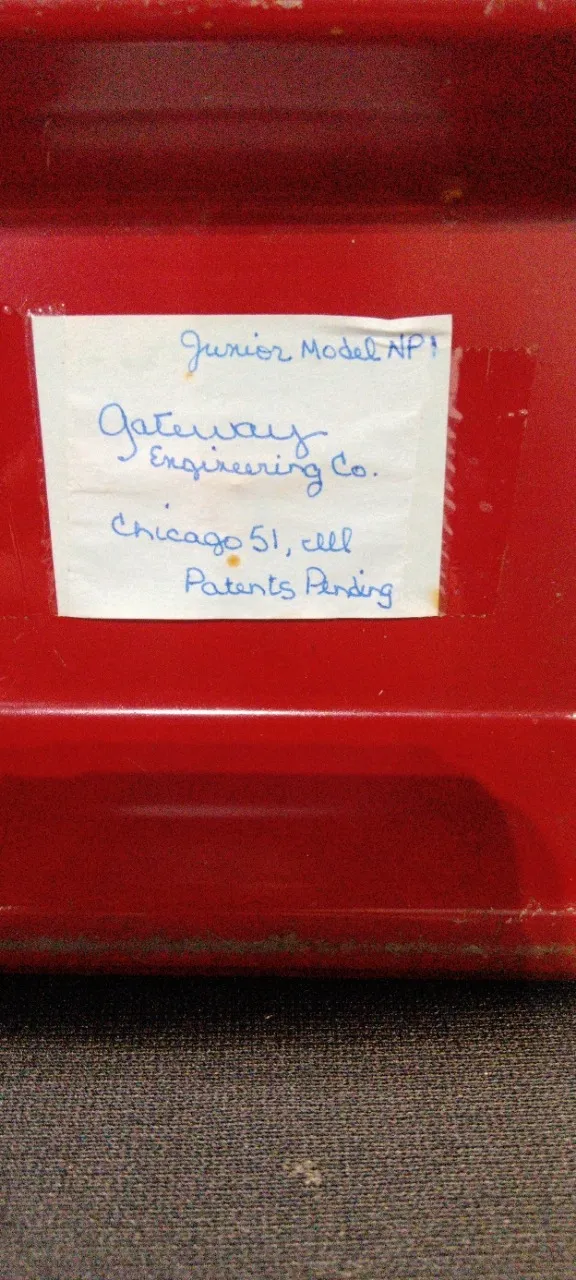 Junior Model NP1
Gateway
Engineering Co.
Chicago 51, Ill
Patents Pending